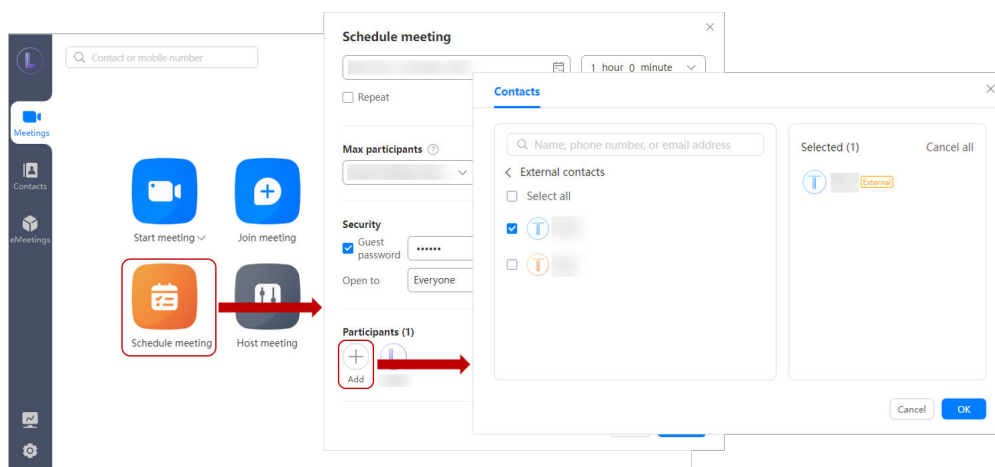 L
Contact or mobile number
Meetings
Contacts
eMeetings
Start meeting
Join meeting
Schedule meeting
Host meeting
Schedule meeting
1 hour 0 minute
Repeat
Max participants ?
Security
Guest
password
••••••
Open to
Everyone
Participants (1)
L
Add
Contacts
Name, phone number, or email address
External contacts
Select all
T
T
Selected (1)
Cancel all
T
External
Cancel
OK